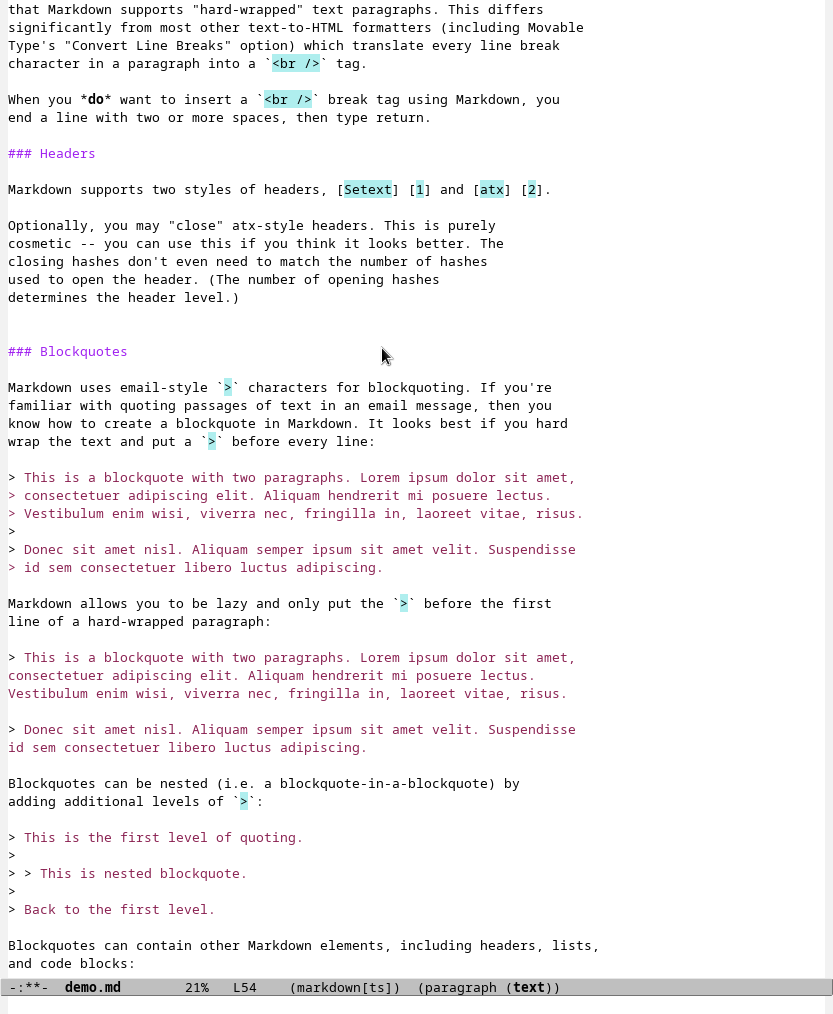 that Markdown supports "hard-wrapped" text paragraphs. This differs
significantly from most other text-to-HTML formatters (including Movable
Type's "Convert Line Breaks" option) which translate every line break
character in a paragraph into a `<br />` tag.
When you *do* want to insert a `<br />` break tag using Markdown, you
end a line with two or more spaces, then type return.
### Headers
Markdown supports two styles of headers, [Setext] [1] and [atx] [2].
Optionally, you may "close" atx-style headers. This is purely
cosmetic -- you can use this if you think it looks better. The
closing hashes don't even need to match the number of hashes
used to open the header. (The number of opening hashes
determines the header level.)
### Blockquotes
Markdown uses email-style `>` characters for blockquoting. If you're
familiar with quoting passages of text in an email message, then you
know how to create a blockquote in Markdown. It looks best if you hard
wrap the text and put a `>` before every line:
> This is a blockquote with two paragraphs. Lorem ipsum dolor sit amet,
> consectetuer adipiscing elit. Aliquam hendrerit mi posuere lectus.
> Vestibulum enim wisi, viverra nec, fringilla in, laoreet vitae, risus.
>
> Donec sit amet nisl. Aliquam semper ipsum sit amet velit. Suspendisse
> id sem consectetuer libero luctus adipiscing.
Markdown allows you to be lazy and only put the `>` before the first
line of a hard-wrapped paragraph:
> This is a blockquote with two paragraphs. Lorem ipsum dolor sit amet,
consectetuer adipiscing elit. Aliquam hendrerit mi posuere lectus.
Vestibulum enim wisi, viverra nec, fringilla in, laoreet vitae, risus.
> Donec sit amet nisl. Aliquam semper ipsum sit amet velit. Suspendisse
id sem consectetuer libero luctus adipiscing.
Blockquotes can be nested (i.e. a blockquote-in-a-blockquote) by
adding additional levels of `>`:
> This is the first level of quoting.
>
> > This is nested blockquote.
>
> Back to the first level.
Blockquotes can contain other Markdown elements, including headers, lists,
and code blocks:
-:**-  demo.md        21%   L54    (markdown[ts])  (paragraph (text))